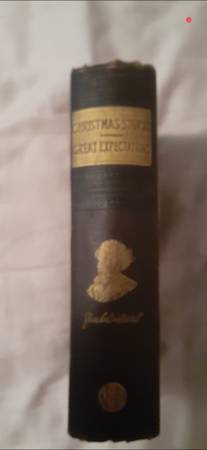 CHRISTMAS STORIES
GREAT EXPECTATIONS